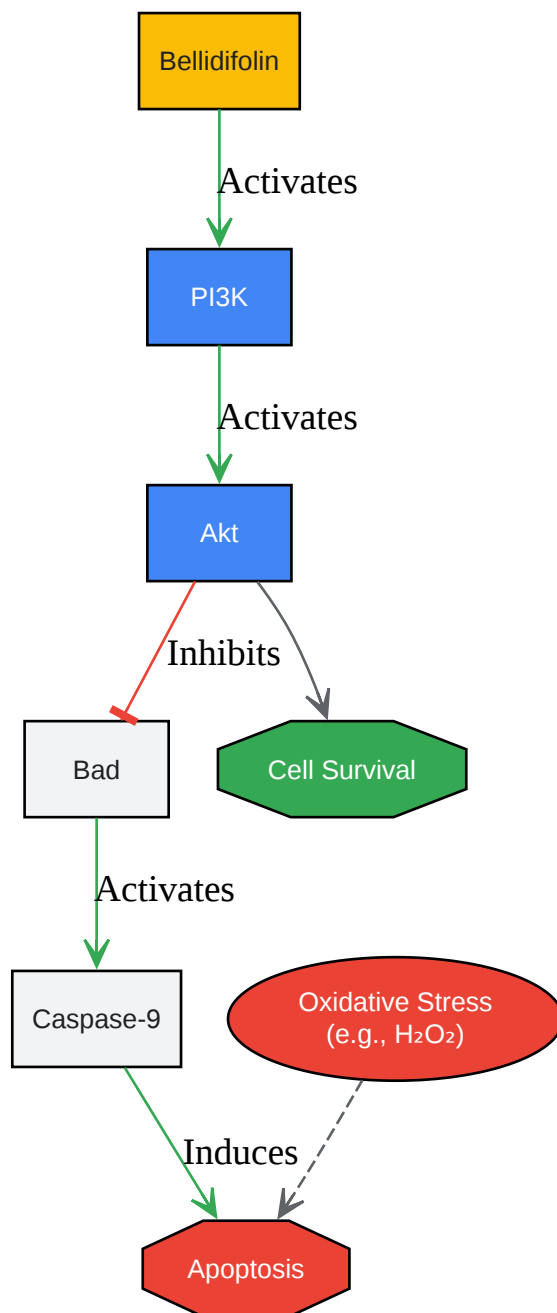 Bellidifolin
Activates
PI3K
Activates
Akt
Inhibits
Bad
Cell Survival
Activates
Caspase-9
Oxidative Stress
(e.g., H₂O₂)
Induces
Apoptosis